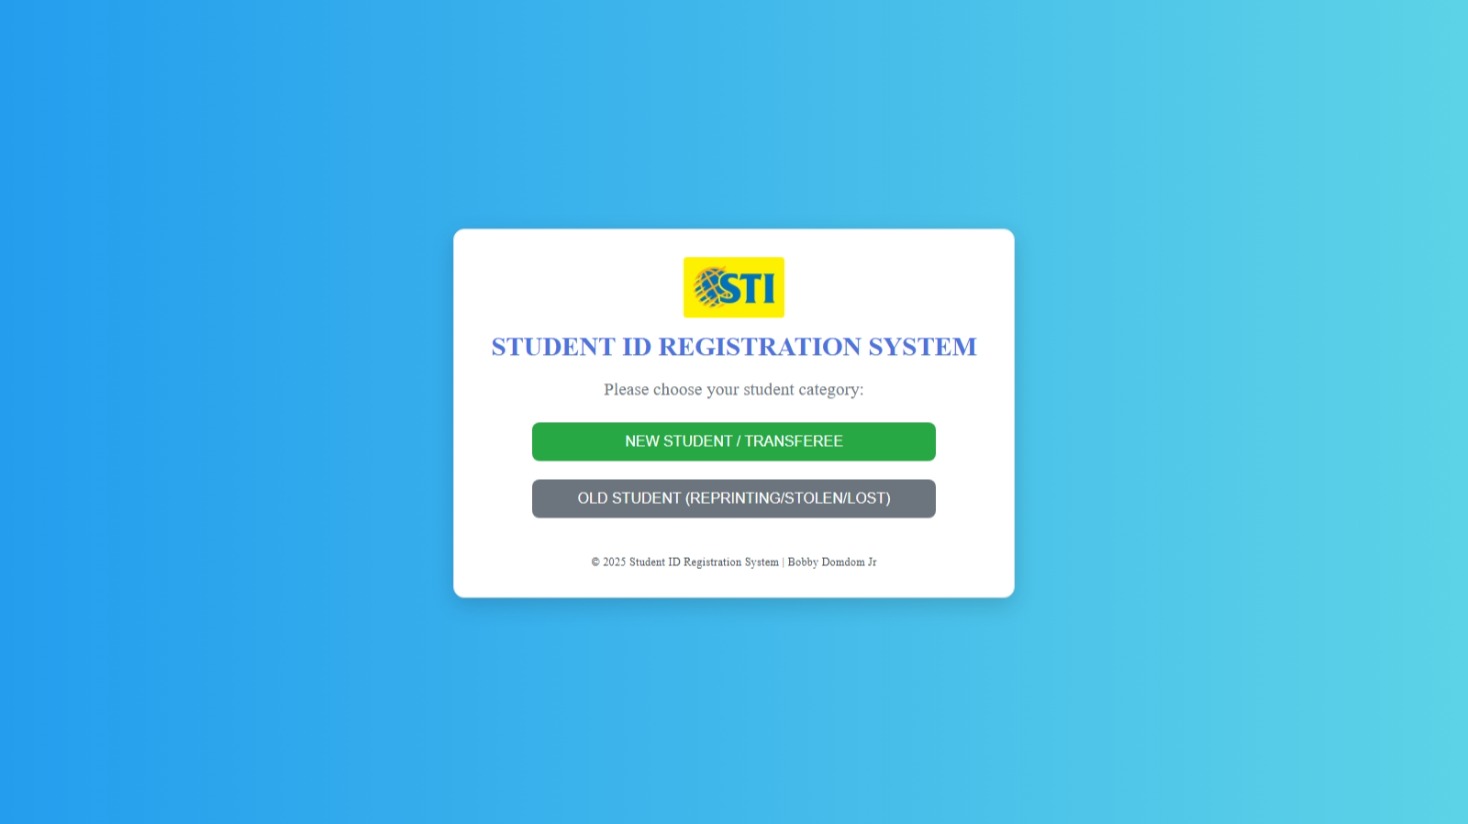 STI
STUDENT ID REGISTRATION SYSTEM
Please choose your student category:
NEW STUDENT / TRANSFEREE
OLD STUDENT (REPRINTING/STOLEN/LOST)
© 2025 Student ID Registration System | Bobby Domdom Jr